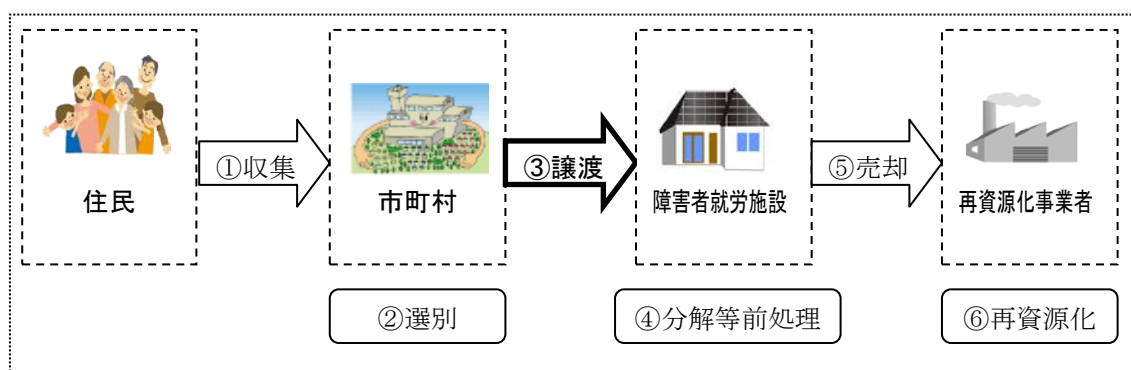 ①収集
③譲渡
⑤売却
住民
市町村
障害者就労施設
再資源化事業者
②選別
④分解等前処理
⑥再資源化